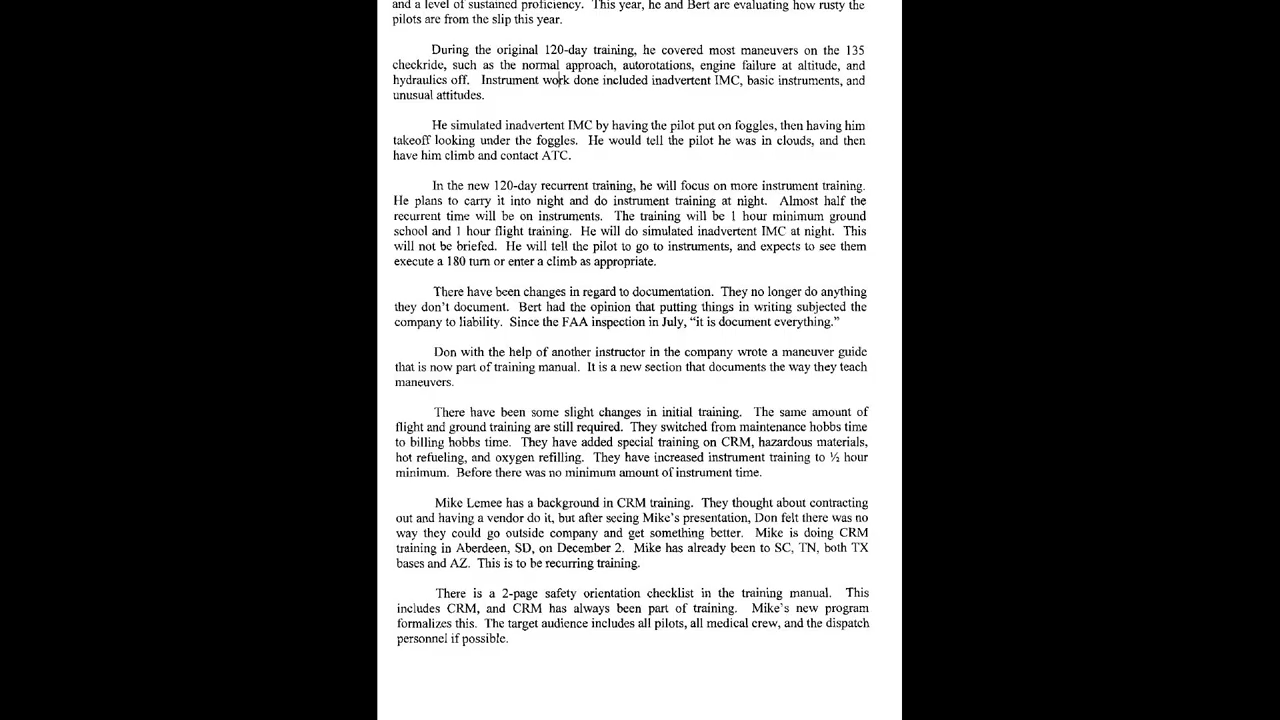 and a level of sustained proficiency. This year, he and Bert are evaluating how rusty the
pilots are from the slip this year.
During the original 120-day training, he covered most maneuvers on the 135
checkride, such as the normal approach, autorotations, engine failure at altitude, and
hydraulics off. Instrument work done included inadvertent IMC, basic instruments, and
unusual attitudes.
He simulated inadvertent IMC by having the pilot put on foggles, then having him
takeoff looking under the foggles. He would tell the pilot he was in clouds, and then
have him climb and contact ATC.
In the new 120-day recurrent training, he will focus on more instrument training.
He plans to carry it into night and do instrument training at night. Almost half the
recurrent time will be on instruments. The training will be 1 hour minimum ground
school and 1 hour flight training. He will do simulated inadvertent IMC at night. This
will not be briefed. He will tell the pilot to go to instruments, and expects to see them
execute a 180 turn or enter a climb as appropriate.
There have been changes in regard to documentation. They no longer do anything
they don't document. Bert had the opinion that putting things in writing subjected the
company to liability. Since the FAA inspection in July, “it is document everything.”
Don with the help of another instructor in the company wrote a maneuver guide
that is now part of training manual. It is a new section that documents the way they teach
maneuvers.
There have been some slight changes in initial training. The same amount of
flight and ground training are still required. They switched from maintenance hobbs time
to billing hobbs time. They have added special training on CRM, hazardous materials,
hot refueling, and oxygen refilling. They have increased instrument training to ½ hour
minimum. Before there was no minimum amount of instrument time.
Mike Lemee has a background in CRM training. They thought about contracting
out and having a vendor do it, but after seeing Mike's presentation, Don felt there was no
way they could go outside company and get something better. Mike is doing CRM
training in Aberdeen, SD, on December 2. Mike has already been to SC, TN, both TX
bases and AZ. This is to be recurring training.
There is a 2-page safety orientation checklist in the training manual. This
includes CRM, and CRM has always been part of training. Mike's new program
formalizes this. The target audience includes all pilots, all medical crew, and the dispatch
personnel if possible.